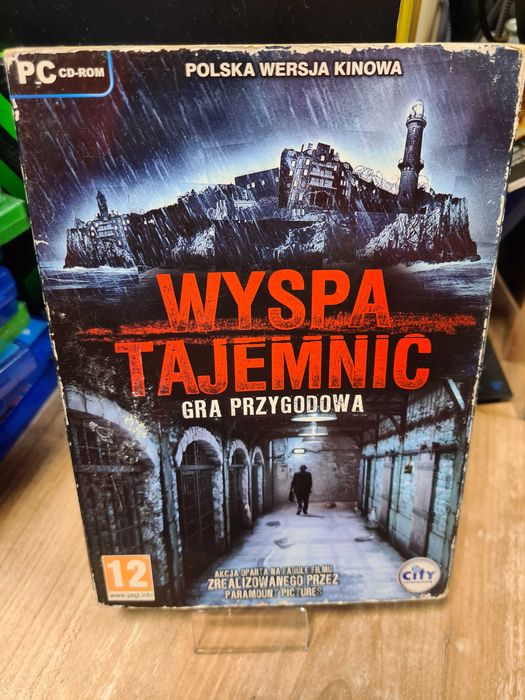 PC CD-ROM
POLSKA WERSJA KINOWA
WYSPA
TAJEMNIC
GRA PRZYGODOWA
AKCJA OPARTA NA FABULE FILMU
ZREALIZOWANEGO PRZEZ
PARAMOUNT PICTURES
12
www.pegi.info
CITY
interactive